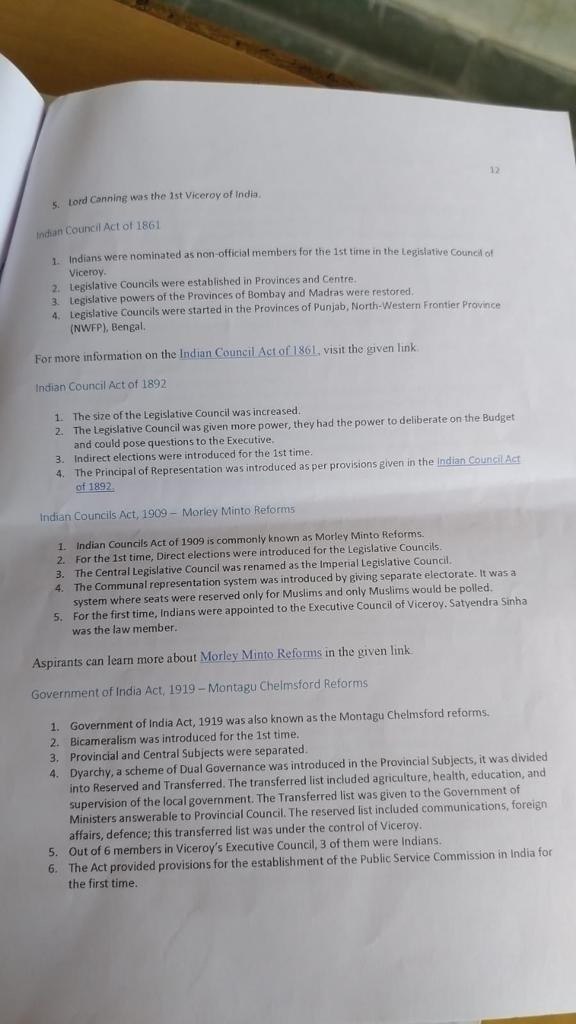 12
5. Lord Canning was the 1st Viceroy of India.
Indian Council Act of 1861
1. Indians were nominated as non-official members for the 1st time in the Legislative Council of
Viceroy.
2. Legislative Councils were established in Provinces and Centre.
3. Legislative powers of the Provinces of Bombay and Madras were restored.
4. Legislative Councils were started in the Provinces of Punjab, North-Western Frontier Province
(NWFP), Bengal.
For more information on the Indian Council Act of 1861, visit the given link.
Indian Council Act of 1892
1. The size of the Legislative Council was increased.
2. The Legislative Council was given more power, they had the power to deliberate on the Budget
and could pose questions to the Executive.
3. Indirect elections were introduced for the 1st time.
4. The Principal of Representation was introduced as per provisions given in the Indian Council Act
of 1892.
Indian Councils Act, 1909 – Morley Minto Reforms
1. Indian Councils Act of 1909 is commonly known as Morley Minto Reforms.
2. For the 1st time, Direct elections were introduced for the Legislative Councils.
3. The Central Legislative Council was renamed as the Imperial Legislative Council.
4. The Communal representation system was introduced by giving separate electorate. It was a
system where seats were reserved only for Muslims and only Muslims would be polled.
5. For the first time, Indians were appointed to the Executive Council of Viceroy. Satyendra Sinha
was the law member.
Aspirants can learn more about Morley Minto Reforms in the given link.
Government of India Act, 1919 – Montagu Chelmsford Reforms
1. Government of India Act, 1919 was also known as the Montagu Chelmsford reforms.
2. Bicameralism was introduced for the 1st time.
3. Provincial and Central Subjects were separated.
4. Dyarchy, a scheme of Dual Governance was introduced in the Provincial Subjects, it was divided
into Reserved and Transferred. The transferred list included agriculture, health, education, and
supervision of the local government. The Transferred list was given to the Government of
Ministers answerable to Provincial Council. The reserved list included communications, foreign
affairs, defence; this transferred list was under the control of Viceroy.
5. Out of 6 members in Viceroy's Executive Council, 3 of them were Indians.
6. The Act provided provisions for the establishment of the Public Service Commission in India for
the first time.